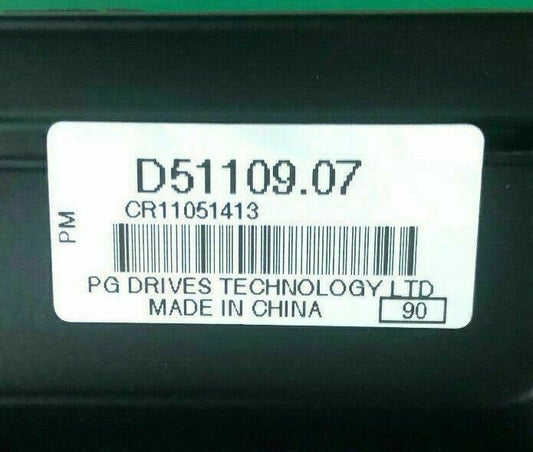 D51109.07
CR11051413
PM
PG DRIVES TECHNOLOGY LTD
MADE IN CHINA
90